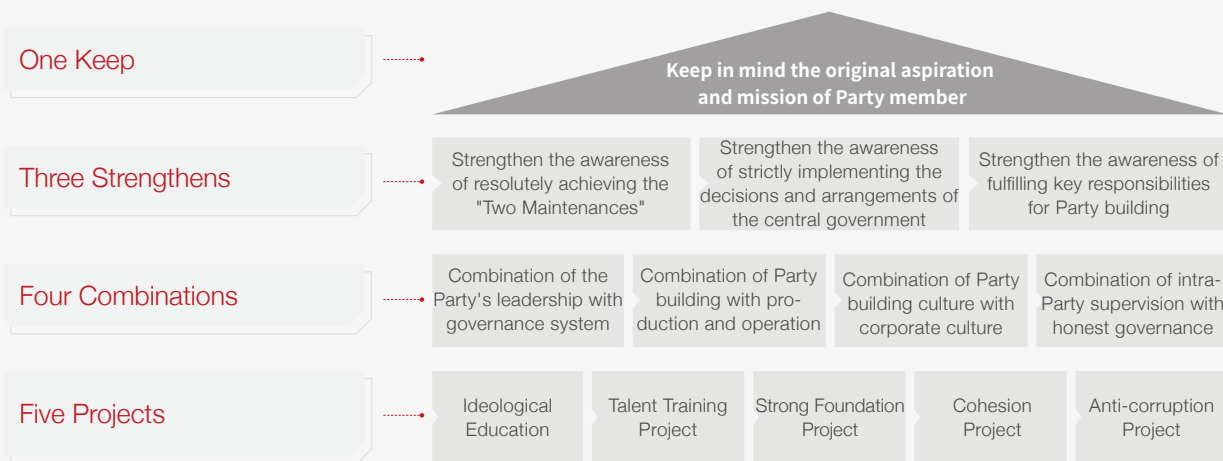 One Keep
Keep in mind the original aspiration
and mission of Party member
Three Strengthens
Strengthen the awareness
of resolutely achieving the
"Two Maintenances"
Strengthen the awareness
of strictly implementing the
decisions and arrangements of
the central government
Strengthen the awareness of
fulfilling key responsibilities
for Party building
Four Combinations
Combination of the
Party's leadership with
governance system
Combination of Party
building with pro-
duction and operation
Combination of Party
building culture with
corporate culture
Combination of intra-
Party supervision with
honest governance
Five Projects
Ideological
Education
Talent Training
Project
Strong Foundation
Project
Cohesion
Project
Anti-corruption
Project